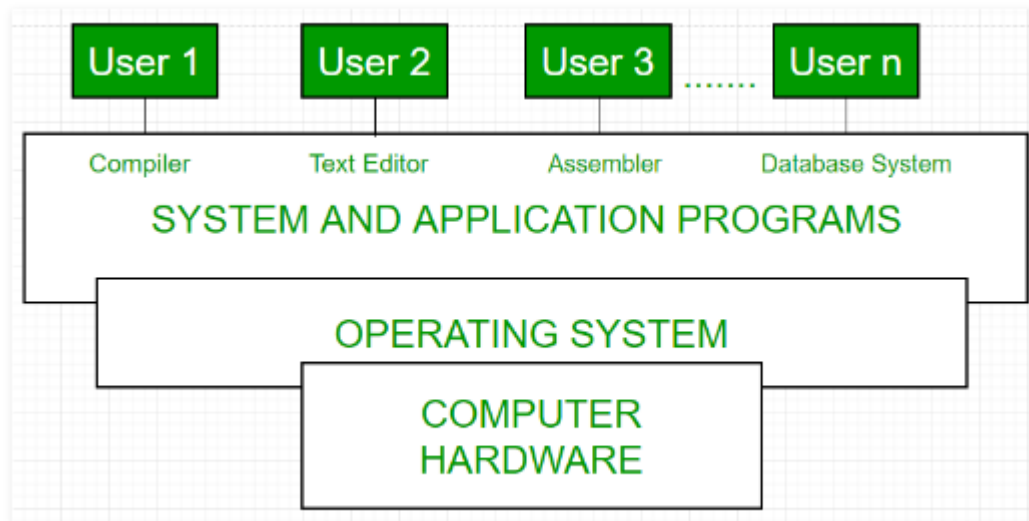 User 1 User 2 User 3 ....... User n
Compiler Text Editor Assembler Database System
SYSTEM AND APPLICATION PROGRAMS
OPERATING SYSTEM
COMPUTER
HARDWARE